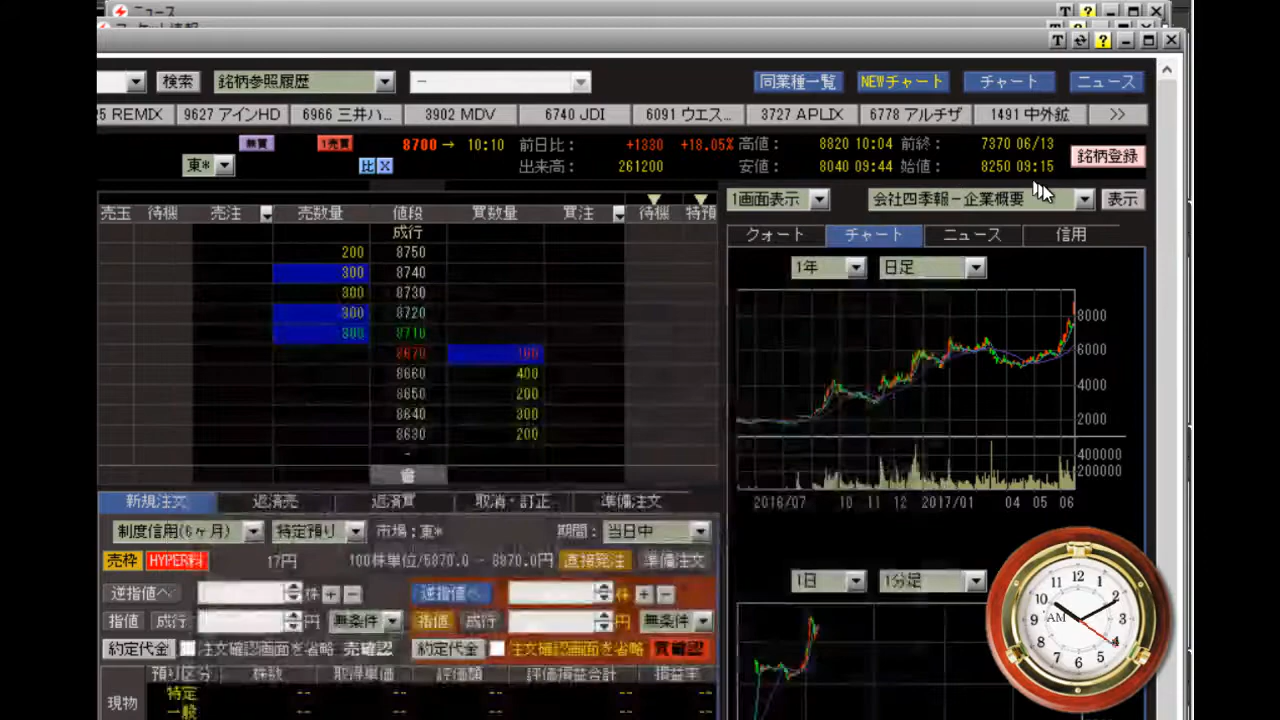 ニュース
マーケット情報
T ?
検索 銘柄参照履歴 - 同業種一覧 NEWチャート チャート ニュース
5 REMIX 9627 アインHD 6966 三井ハ... 3902 MDV 6740 JDI 6091 ウエス... 3727 APLIX 6778 アルチザ 1491 中外鉱 >>
8700→ 10:10 前日比: +1330 +18.05% 高値: 8820 10:04 前終: 7370 06/13
東* 比 X 出来高: 261200 安値: 8040 09:44 始値: 8250 09:15 銘柄登録
1画面表示 会社四季報－企業概要 表示
売玉 待機 売注 売数量 値段 買数量 買注 待機 特預
クォート チャート ニュース 信用
成行
200 8750
300 8740
300 8730
300 8720
300 8710
8670 100
8660 400
8650 200
8640 300
8630 200
-
1年 日足
8000
6000
4000
2000
400000
200000
2016/07 10 11 12 2017/01 04 05 06
新規注文 返済売 返済買 取消・訂正 準備注文
制度信用(6ヶ月) 特定預り 市場:東* 期間: 当日中
売枠 HYPER料 17円 100株単位/5870.0 - 8870.0円 直接発注 準備注文
逆指値へ 株 + - 逆指値へ 株 + -
指値 成行 円 無条件 指値 成行 円 無条件
約定代金 注文確認画面を省略 売確認 約定代金 注文確認画面を省略 買確認
預り区分 株数 取得単価 評価額 評価損益合計 損益率
現物 特定 -- -- -- -- --
一般 -- -- -- -- --
1日 1分足
12 1 2 3 4 5 6 7 8 9 10 11
AM